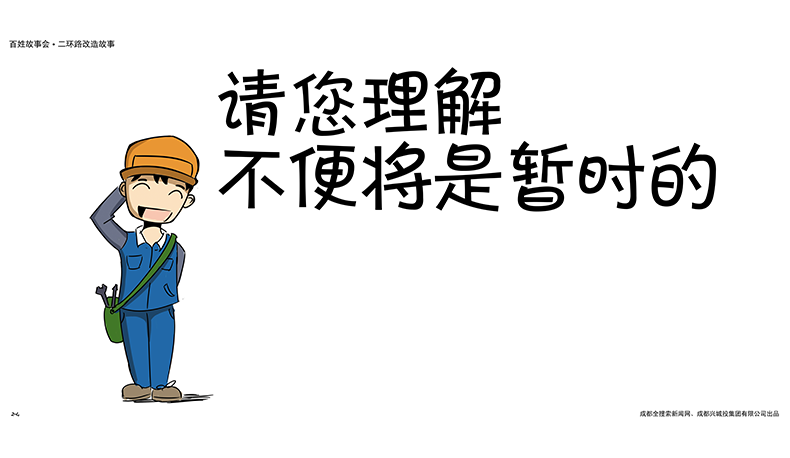 百姓故事会·二环路改造故事
请您理解
不便将是暂时的
成都全搜索新闻网、成都兴城投集团有限公司出品